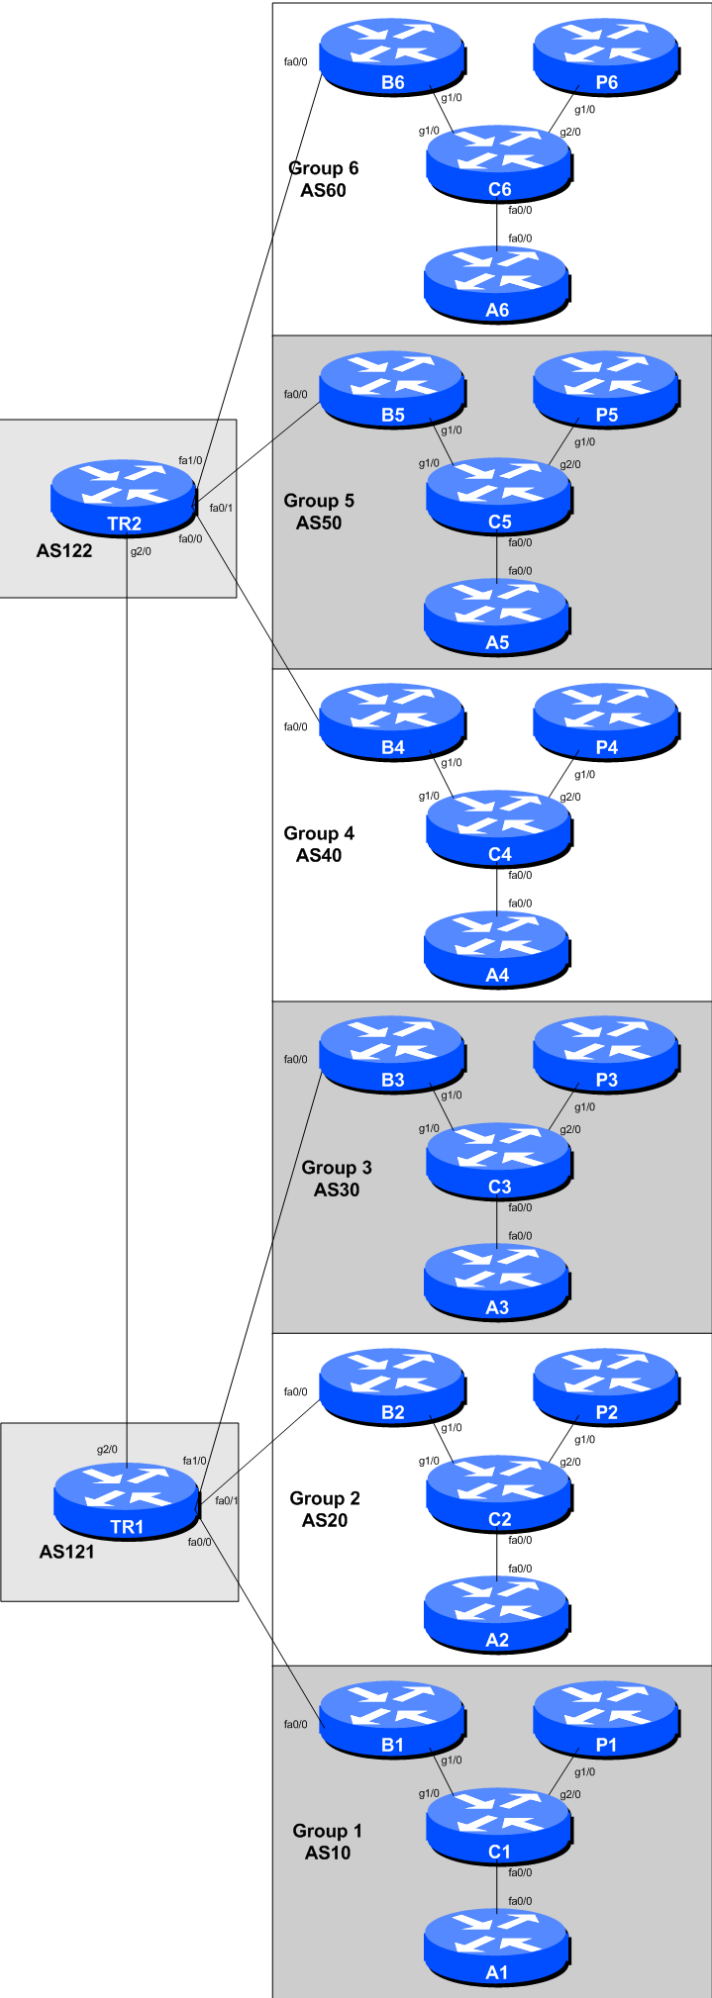 fa0/0
B6
P6
g1/0
g1/0
g1/0
g2/0
Group 6
AS60
C6
fa0/0
fa0/0
A6
fa0/0
B5
P5
g1/0
g1/0
g1/0
g2/0
Group 5
AS50
C5
fa0/0
fa0/0
A5
fa1/0
fa0/1
TR2
fa0/0
AS122
g2/0
fa0/0
B4
P4
g1/0
g1/0
g1/0
g2/0
Group 4
AS40
C4
fa0/0
fa0/0
A4
fa0/0
B3
P3
g1/0
g1/0
g1/0
g2/0
Group 3
AS30
C3
fa0/0
fa0/0
A3
fa0/0
B2
P2
g1/0
g1/0
g1/0
g2/0
Group 2
AS20
C2
fa0/0
fa0/0
A2
g2/0
fa1/0
fa0/1
TR1
fa0/0
AS121
fa0/0
B1
P1
g1/0
g1/0
g1/0
g2/0
Group 1
AS10
C1
fa0/0
fa0/0
A1